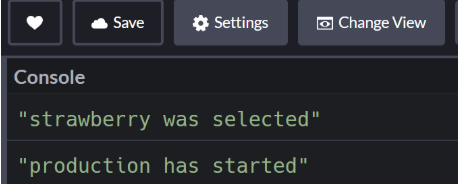 Save Settings Change View
Console
"strawberry was selected"
"production has started"